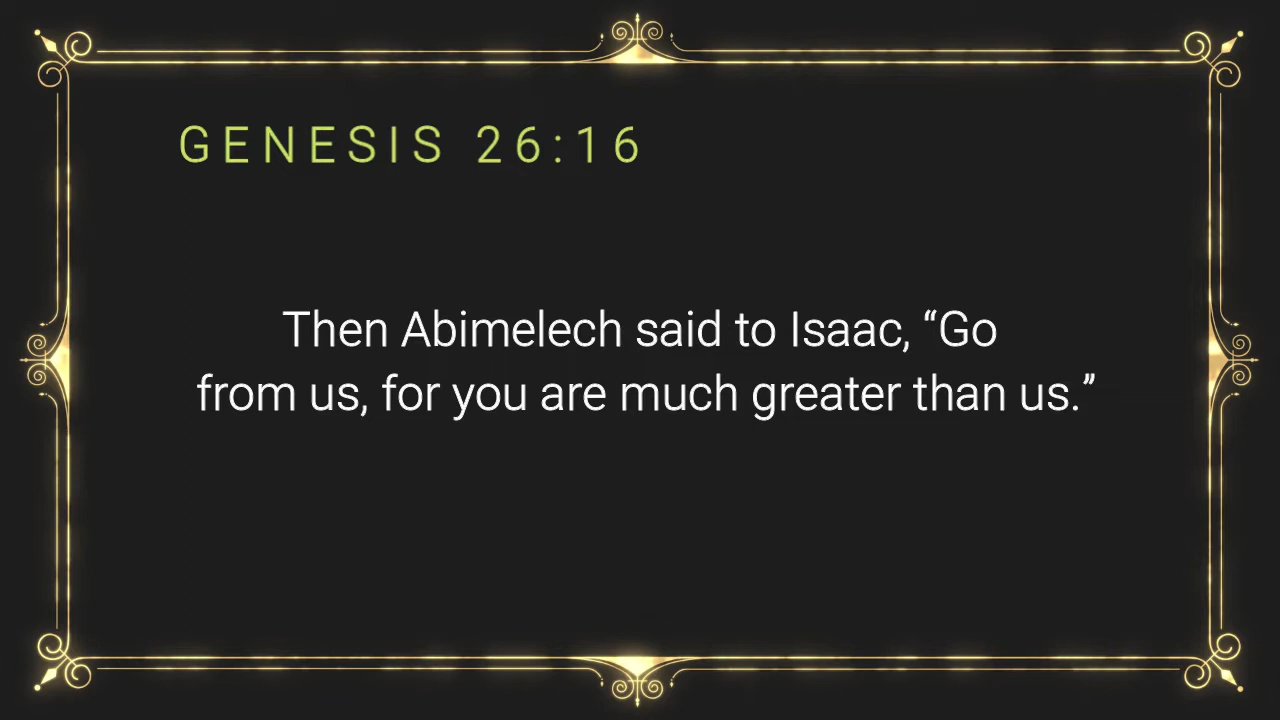 GENESIS 26:16
Then Abimelech said to Isaac, “Go
from us, for you are much greater than us.”